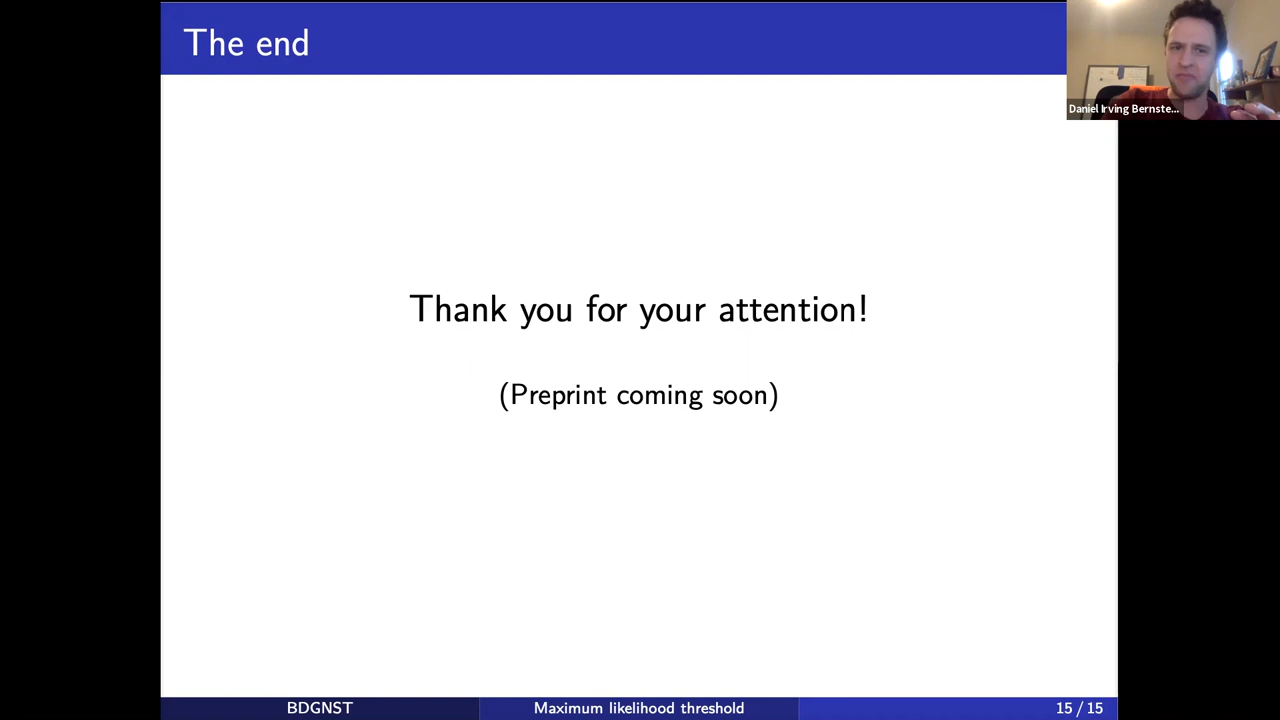 The end
Daniel Irving Bernste...
Thank you for your attention!
(Preprint coming soon)
BDGNST
Maximum likelihood threshold
15 / 15